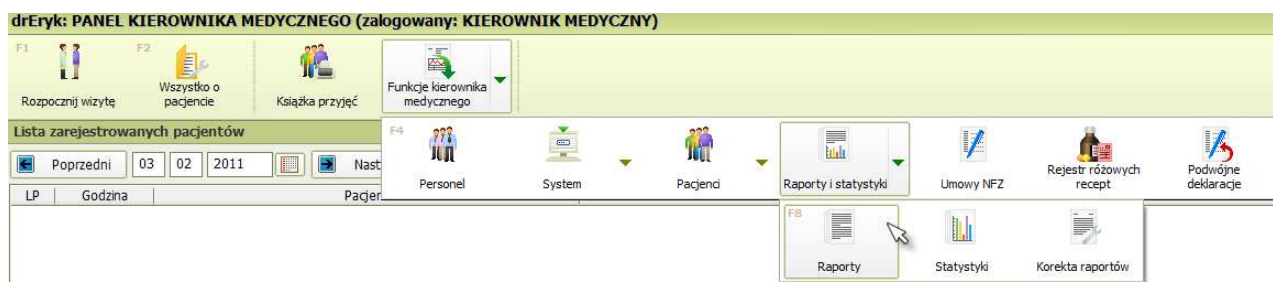 drEryk: PANEL KIEROWNIKA MEDYCZNEGO (zalogowany: KIEROWNIK MEDYCZNY)
F1
F2
Rozpocznij wizytę
Wszystko o
pacjencie
Książka przyjęć
Funkcje kierownika
medycznego
Lista zarejestrowanych pacjentów
F4
Poprzedni 03 02 2011 Nast
Personel
System
Pacjenci
Raporty i statystyki
Umowy NFZ
Rejestr różowych
recept
Podwójne
deklaracje
LP Godzina Pacjen
F8
Raporty
Statystyki
Korekta raportów